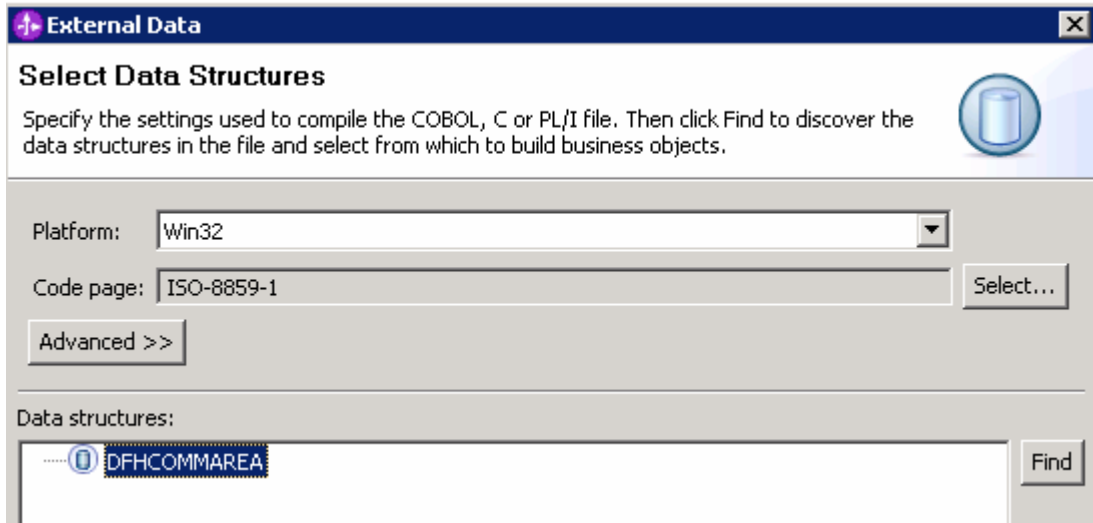 External Data
Select Data Structures
Specify the settings used to compile the COBOL, C or PL/I file. Then click Find to discover the
data structures in the file and select from which to build business objects.
Platform: Win32
Code page: ISO-8859-1 Select...
Advanced >>
Data structures:
DFHCOMMAREA Find